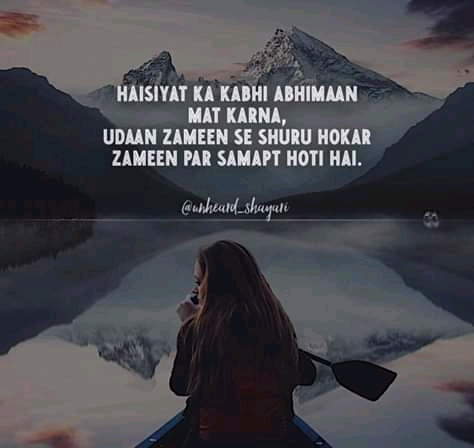 HAISIYAT KA KABHI ABHIMAAN
MAT KARNA,
UDAAN ZAMEEN SE SHURU HOKAR
ZAMEEN PAR SAMAPT HOTI HAI.
@unheard_shayari